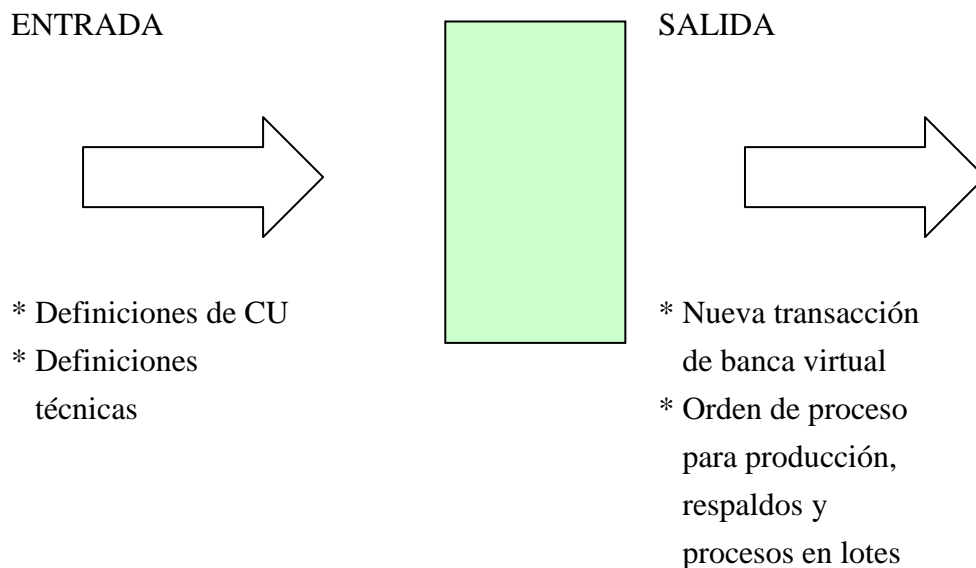 ENTRADA
* Definiciones de CU
* Definiciones
técnicas
SALIDA
* Nueva transacción
de banca virtual
* Orden de proceso
para producción,
respaldos y
procesos en lotes